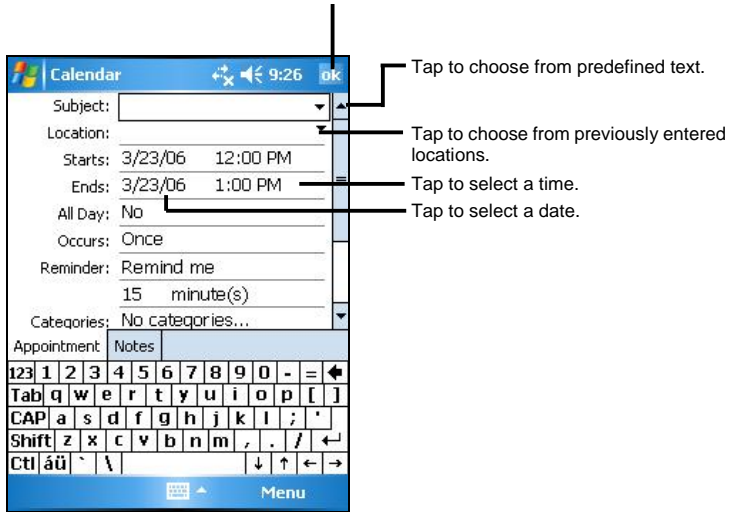 Calendar 9:26 ok
Tap to choose from predefined text.
Subject:
Location:
Tap to choose from previously entered
locations.
Starts: 3/23/06 12:00 PM
Ends: 3/23/06 1:00 PM
Tap to select a time.
Tap to select a date.
All Day: No
Occurs: Once
Reminder: Remind me
15 minute(s)
Categories: No categories...
Appointment Notes
123 1 2 3 4 5 6 7 8 9 0 - = ←
Tab q w e r t y u i o p [ ]
CAP a s d f g h j k l ; '
Shift z x c v b n m , . / ↵
Ctl áü ` \ ↓ ↑ ← →
Menu